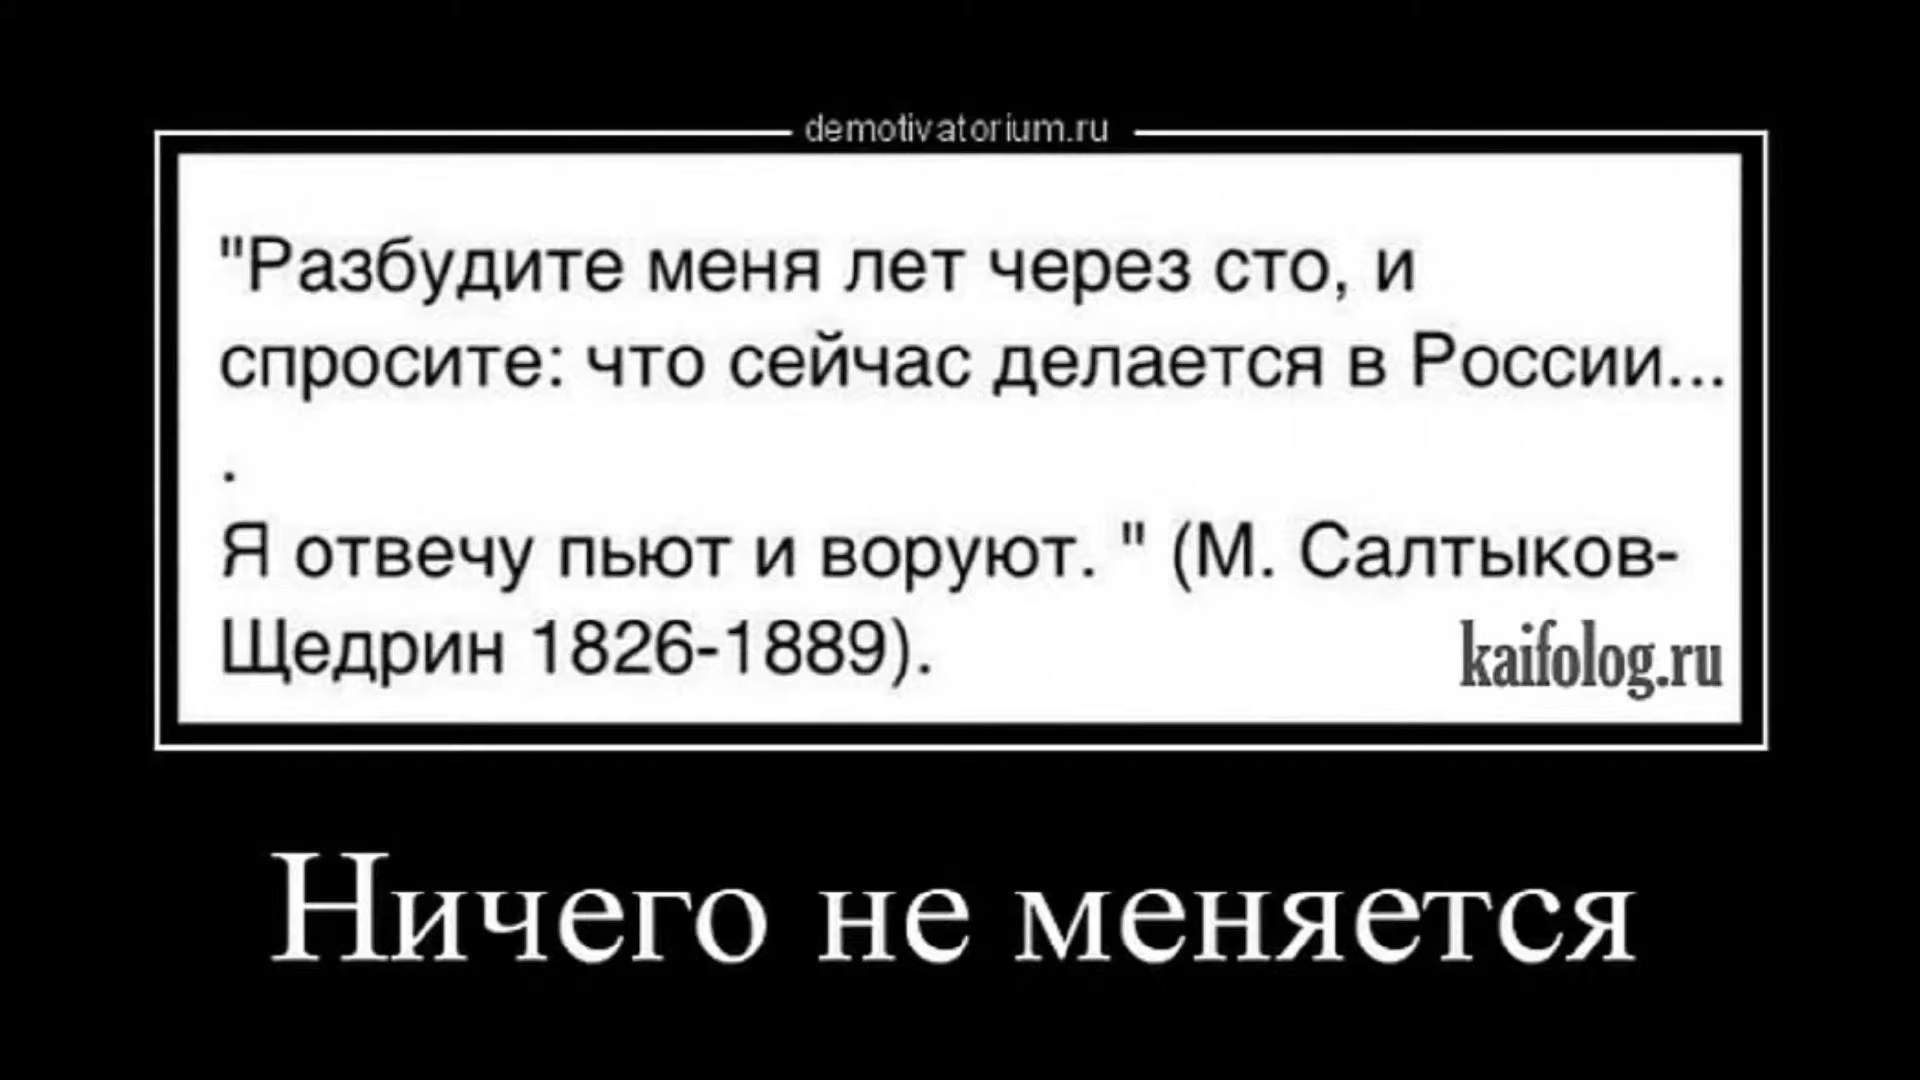 demotivatorium.ru
"Разбудите меня лет через сто, и
спросите: что сейчас делается в России...
.
Я отвечу пьют и воруют. " (М. Салтыков-
Щедрин 1826-1889).
kaifolog.ru
Ничего не меняется